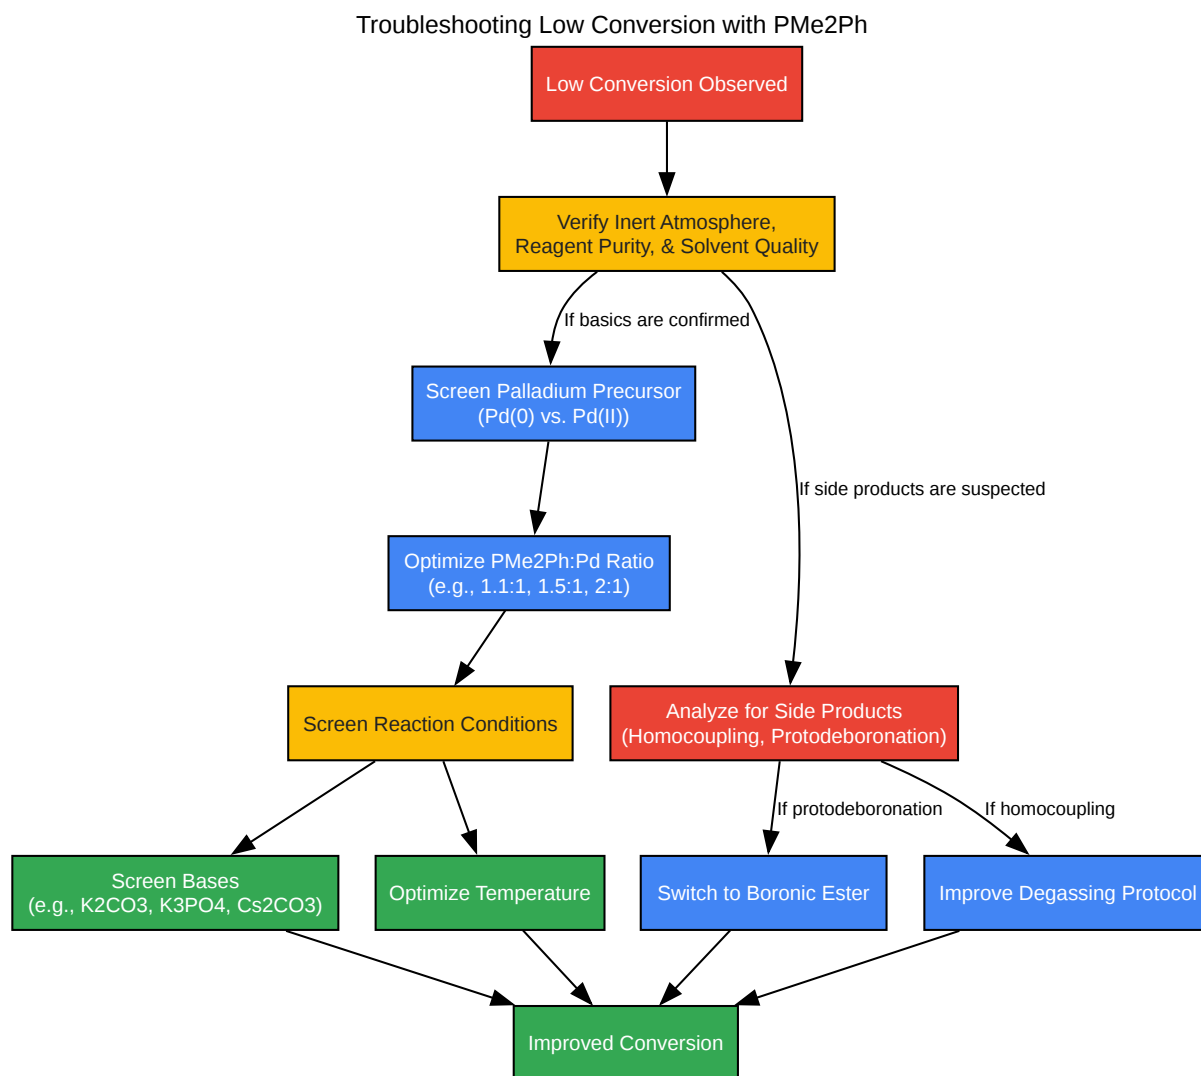 Troubleshooting Low Conversion with PMe2Ph
Low Conversion Observed
Verify Inert Atmosphere,
Reagent Purity, & Solvent Quality
If basics are confirmed
Screen Palladium Precursor
(Pd(0) vs. Pd(II))
If side products are suspected
Optimize PMe2Ph:Pd Ratio
(e.g., 1.1:1, 1.5:1, 2:1)
Screen Reaction Conditions
Analyze for Side Products
(Homocoupling, Protodeboronation)
If protodeboronation
If homocoupling
Screen Bases
(e.g., K2CO3, K3PO4, Cs2CO3)
Optimize Temperature
Switch to Boronic Ester
Improve Degassing Protocol
Improved Conversion